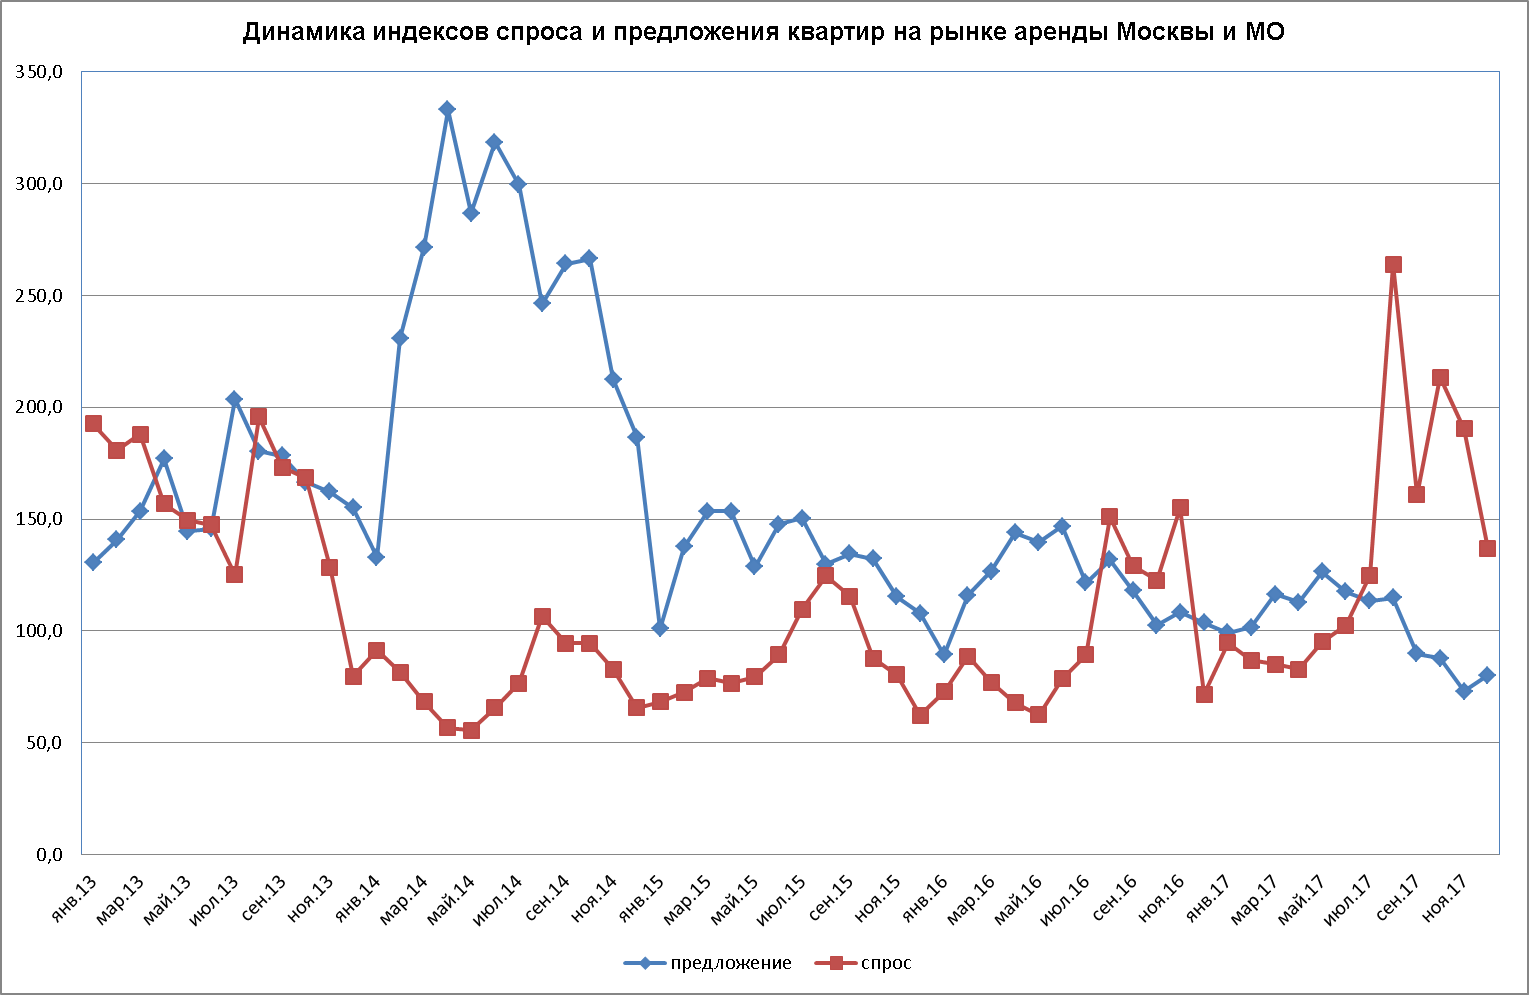 Динамика индексов спроса и предложения квартир на рынке аренды Москвы и МО
350,0
300,0
250,0
200,0
150,0
100,0
50,0
0,0
янв.13
мар.13
май.13
июл.13
сен.13
ноя.13
янв.14
мар.14
май.14
июл.14
сен.14
ноя.14
янв.15
мар.15
май.15
июл.15
сен.15
ноя.15
янв.16
мар.16
май.16
июл.16
сен.16
ноя.16
янв.17
мар.17
май.17
июл.17
сен.17
ноя.17
предложение
спрос